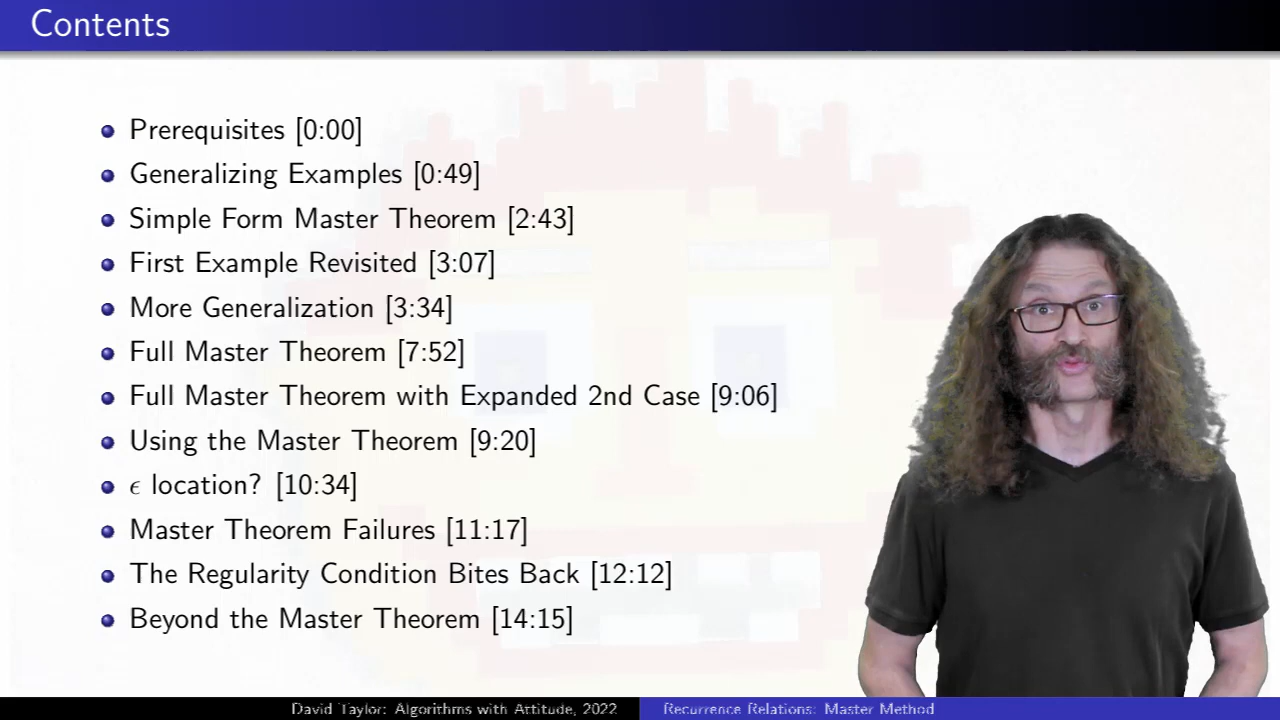 Contents
Prerequisites [0:00]
Generalizing Examples [0:49]
Simple Form Master Theorem [2:43]
First Example Revisited [3:07]
More Generalization [3:34]
Full Master Theorem [7:52]
Full Master Theorem with Expanded 2nd Case [9:06]
Using the Master Theorem [9:20]
ϵ location? [10:34]
Master Theorem Failures [11:17]
The Regularity Condition Bites Back [12:12]
Beyond the Master Theorem [14:15]
David Taylor: Algorithms with Attitude, 2022
Recurrence Relations: Master Method